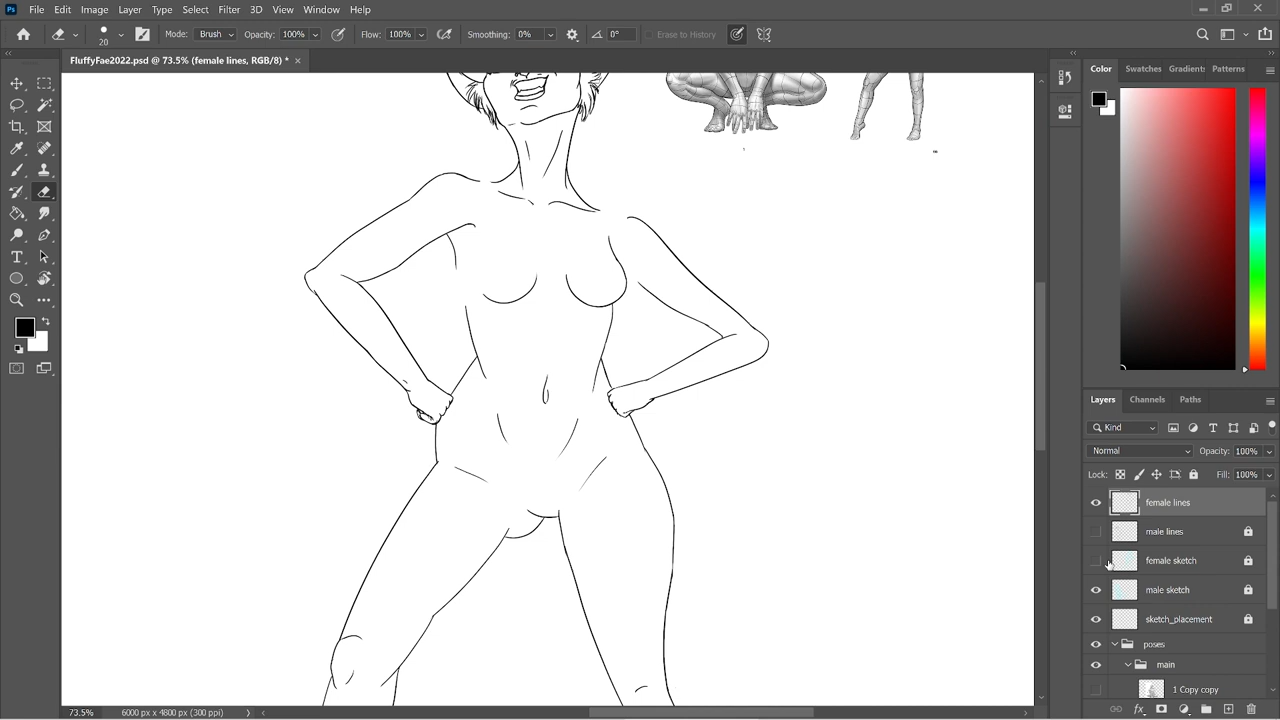 Ps File Edit Image Layer Type Select Filter 3D View Window Help
20 Mode: Brush Opacity: 100% Flow: 100% Smoothing: 0% 0° Erase to History
FluffyFae2022.psd @ 73.5% (female lines, RGB/8) *
Color Swatches Gradient: Patterns
Layers Channels Paths
Kind
Normal Opacity: 100%
Lock: Fill: 100%
female lines
male lines
female sketch
male sketch
sketch_placement
poses
main
1 Copy copy
73.5% 6000 px x 4800 px (300 ppi)